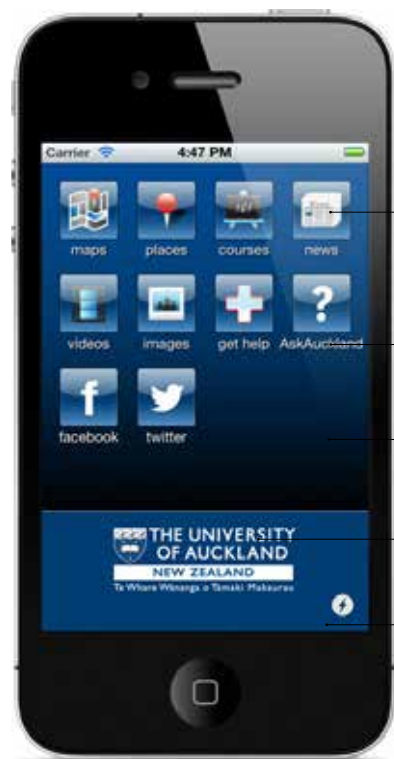 Carrier 4:47 PM
maps places courses news
videos images get help AskAuckland
facebook twitter
THE UNIVERSITY
OF AUCKLAND
NEW ZEALAND
Te Whare Wānanga o Tāmaki Makaurau